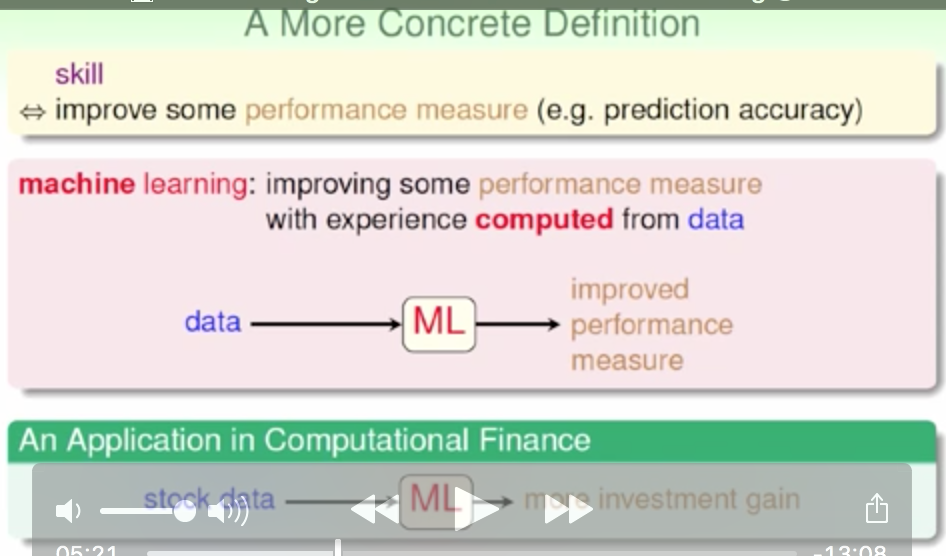 A More Concrete Definition
skill
⇔ improve some performance measure (e.g. prediction accuracy)
machine learning: improving some performance measure
with experience computed from data
data
ML
improved
performance
measure
An Application in Computational Finance
stock data
ML
more investment gain
05:21
-13:08